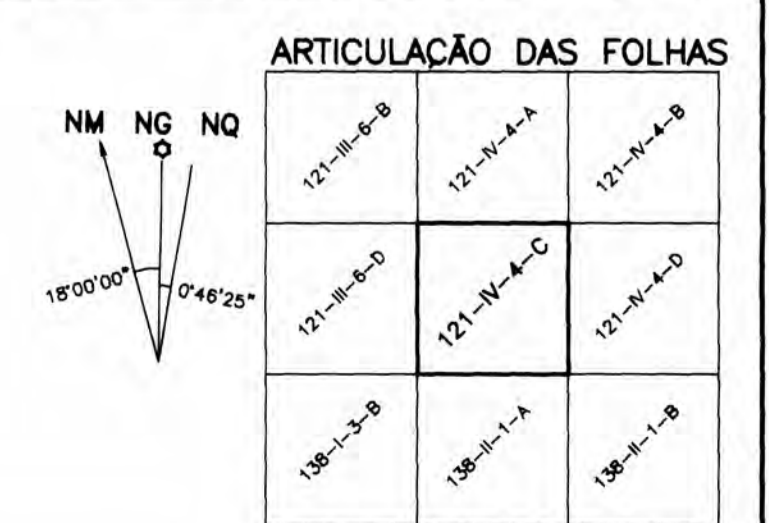 ARTICULAÇÃO DAS FOLHAS
NM NG NQ
18°00'00"
0°46'25"
121-III-6-B
121-IV-4-A
121-IV-4-B
121-III-6-D
121-IV-4-C
121-IV-4-D
138-I-3-B
138-II-1-A
138-II-1-B